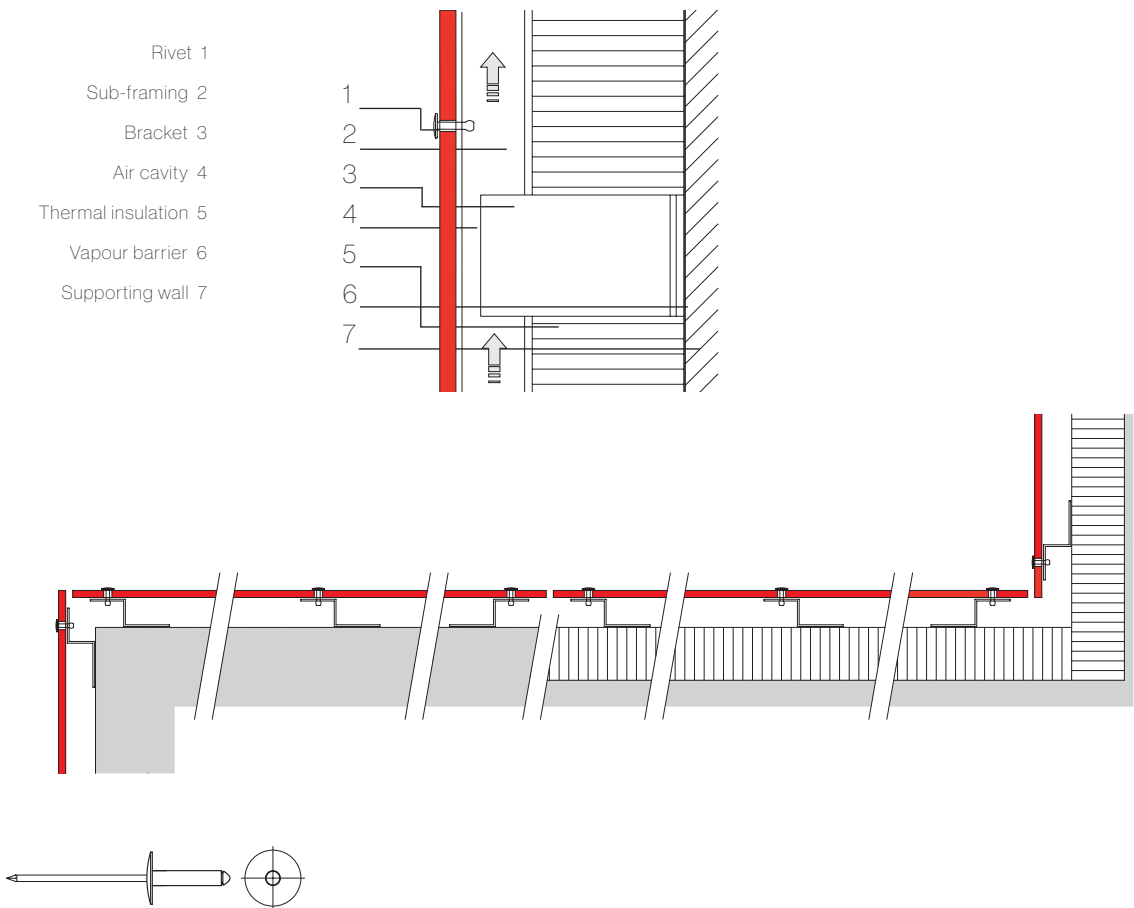 Rivet 1
Sub-framing 2
Bracket 3
Air cavity 4
Thermal insulation 5
Vapour barrier 6
Supporting wall 7
1
2
3
4
5
6
7